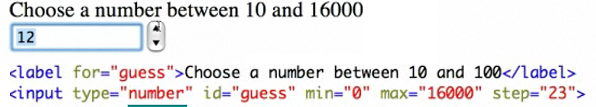 Choose a number between 10 and 16000
12
<label for="guess">Choose a number between 10 and 100</label>
<input type="number" id="guess" min="0" max="16000" step="23">